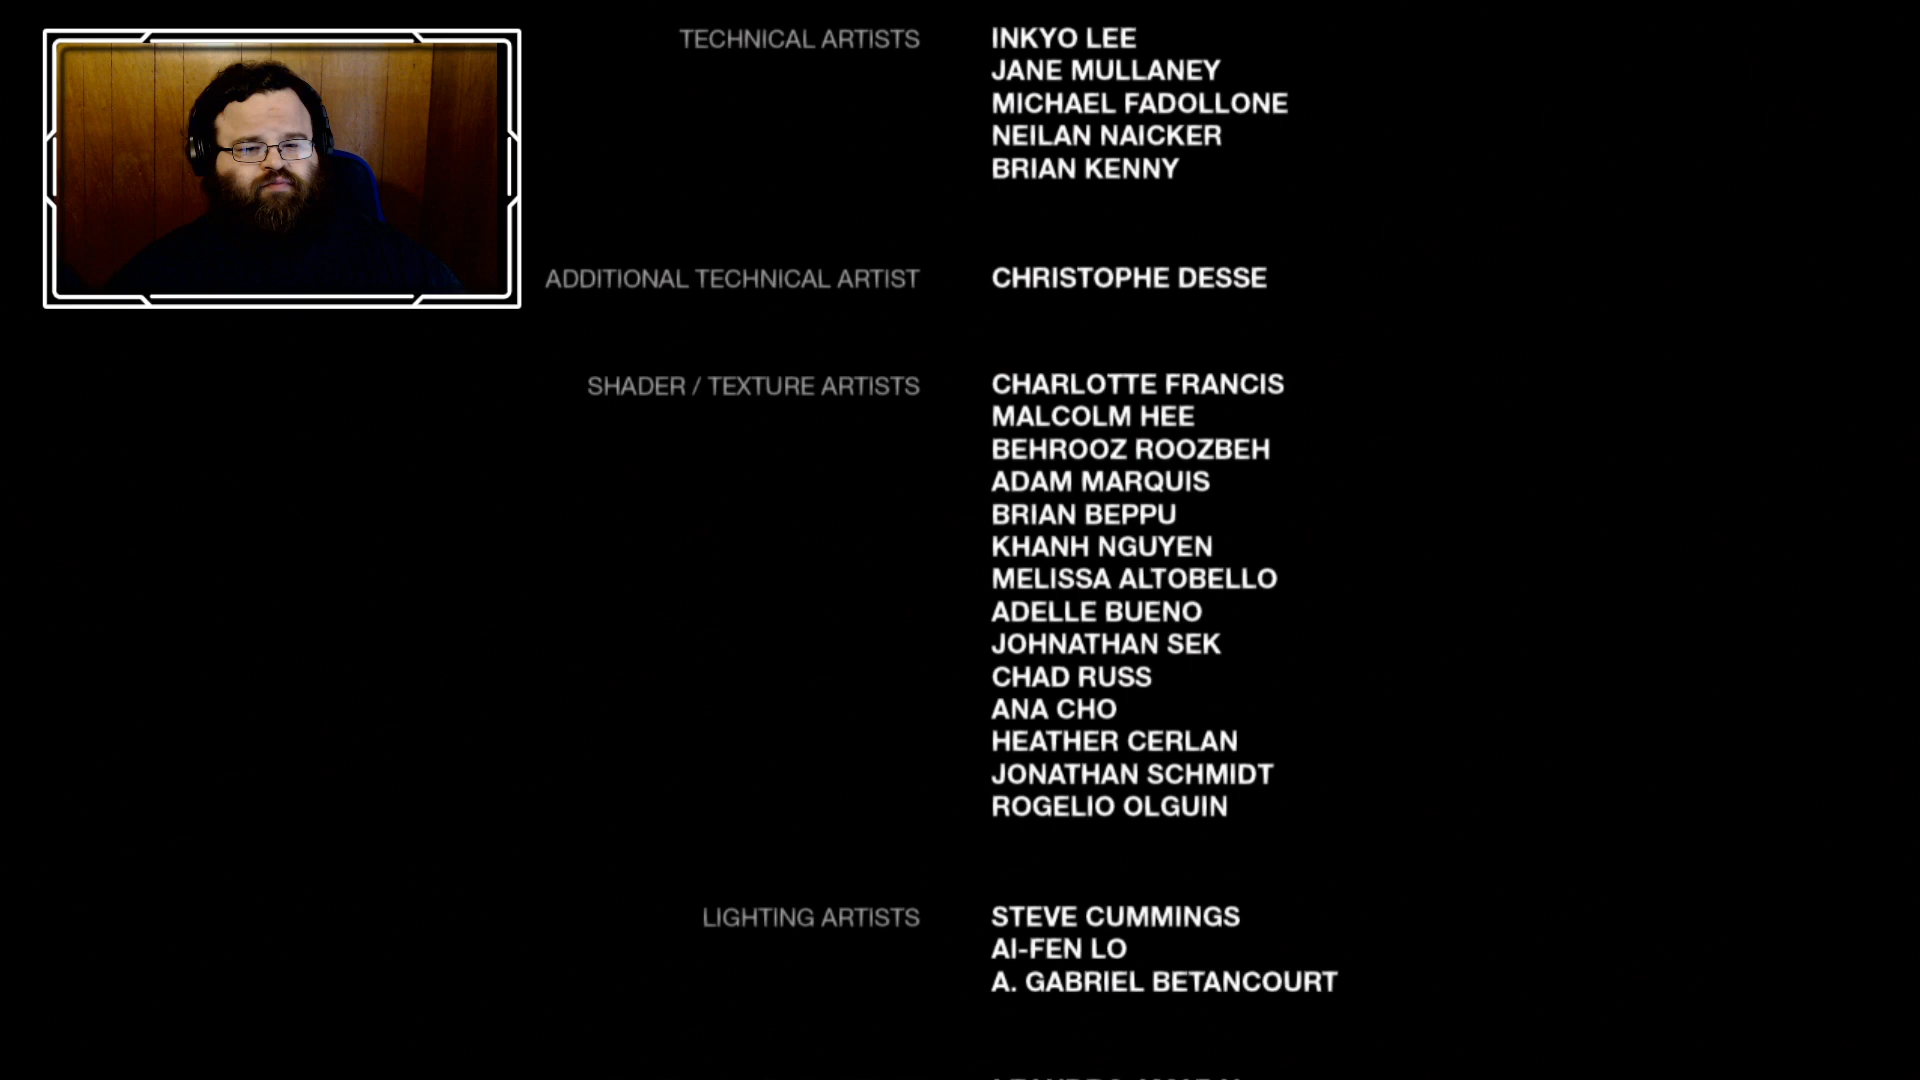 TECHNICAL ARTISTS
INKYO LEE
JANE MULLANEY
MICHAEL FADOLLONE
NEILAN NAICKER
BRIAN KENNY
ADDITIONAL TECHNICAL ARTIST
CHRISTOPHE DESSE
SHADER / TEXTURE ARTISTS
CHARLOTTE FRANCIS
MALCOLM HEE
BEHROOZ ROOZBEH
ADAM MARQUIS
BRIAN BEPPU
KHANH NGUYEN
MELISSA ALTOBELLO
ADELLE BUENO
JOHNATHAN SEK
CHAD RUSS
ANA CHO
HEATHER CERLAN
JONATHAN SCHMIDT
ROGELIO OLGUIN
LIGHTING ARTISTS
STEVE CUMMINGS
AI-FEN LO
A. GABRIEL BETANCOURT